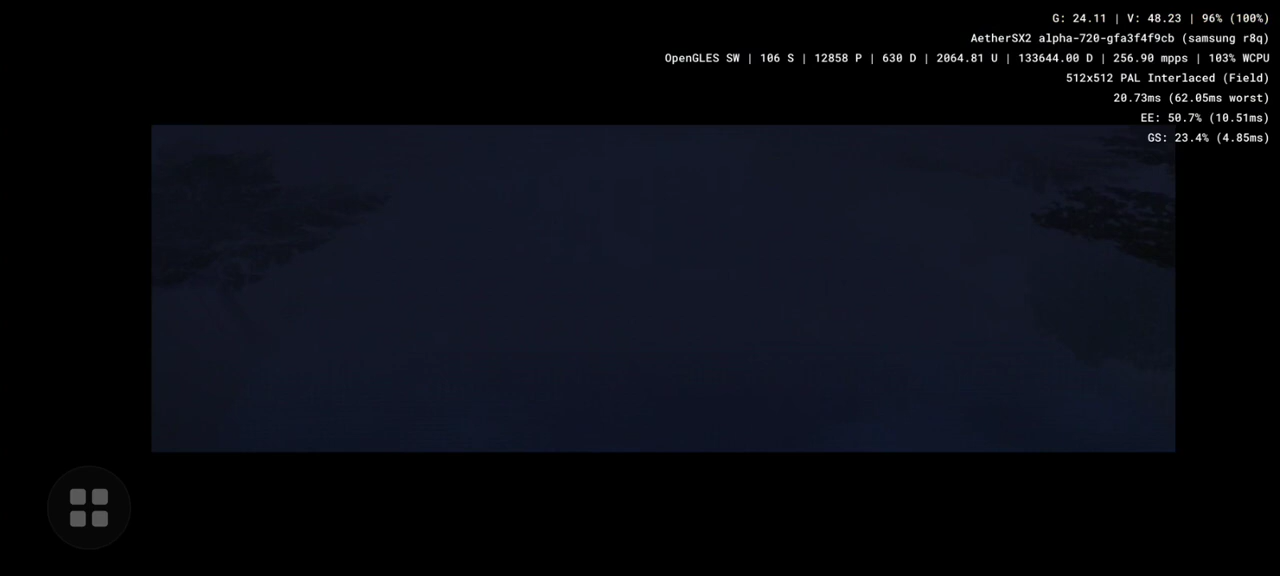 G: 24.11 | V: 48.23 | 96% (100%)
AetherSX2 alpha-720-gfa3f4f9cb (samsung r8q)
OpenGLES SW | 106 S | 12858 P | 630 D | 2064.81 U | 133644.00 D | 256.90 mpps | 103% WCPU
512x512 PAL Interlaced (Field)
20.73ms (62.05ms worst)
EE: 50.7% (10.51ms)
GS: 23.4% (4.85ms)